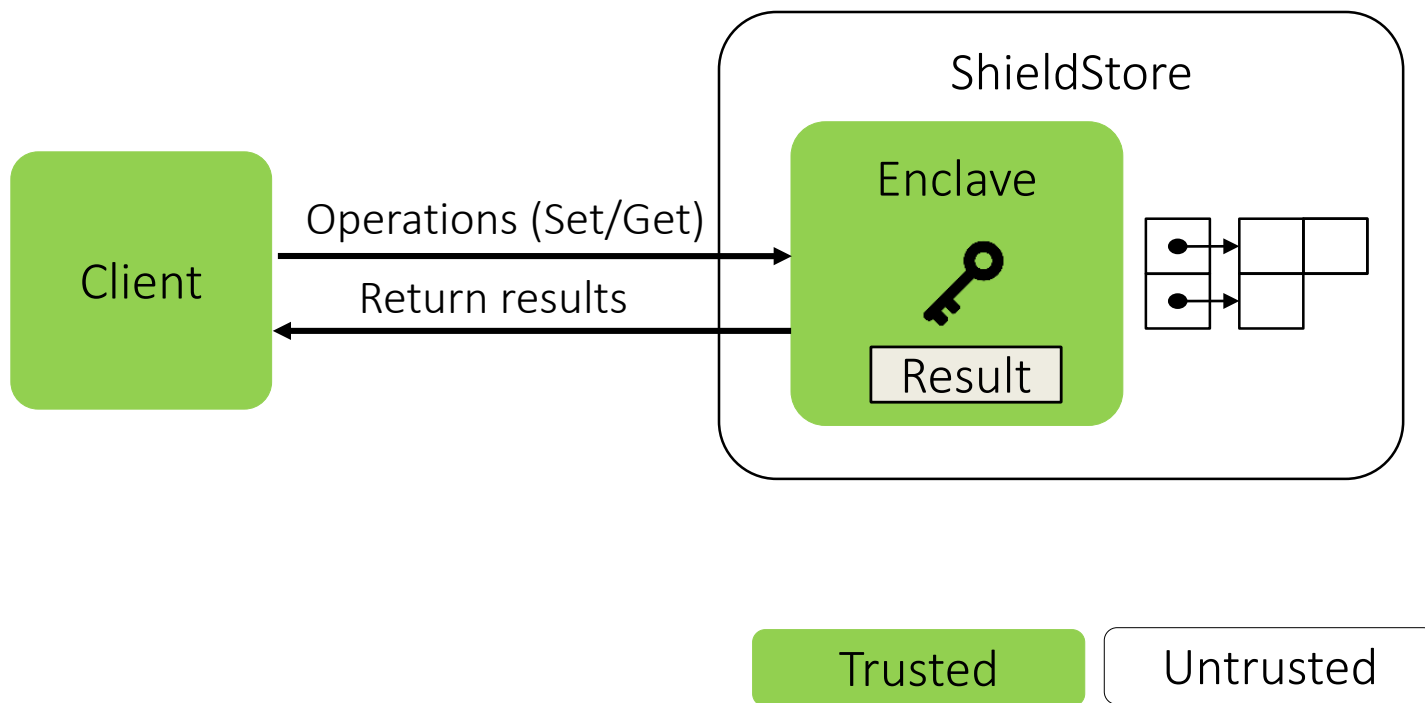 ShieldStore
Enclave
Operations (Set/Get)
Client
Return results
Result
Trusted
Untrusted